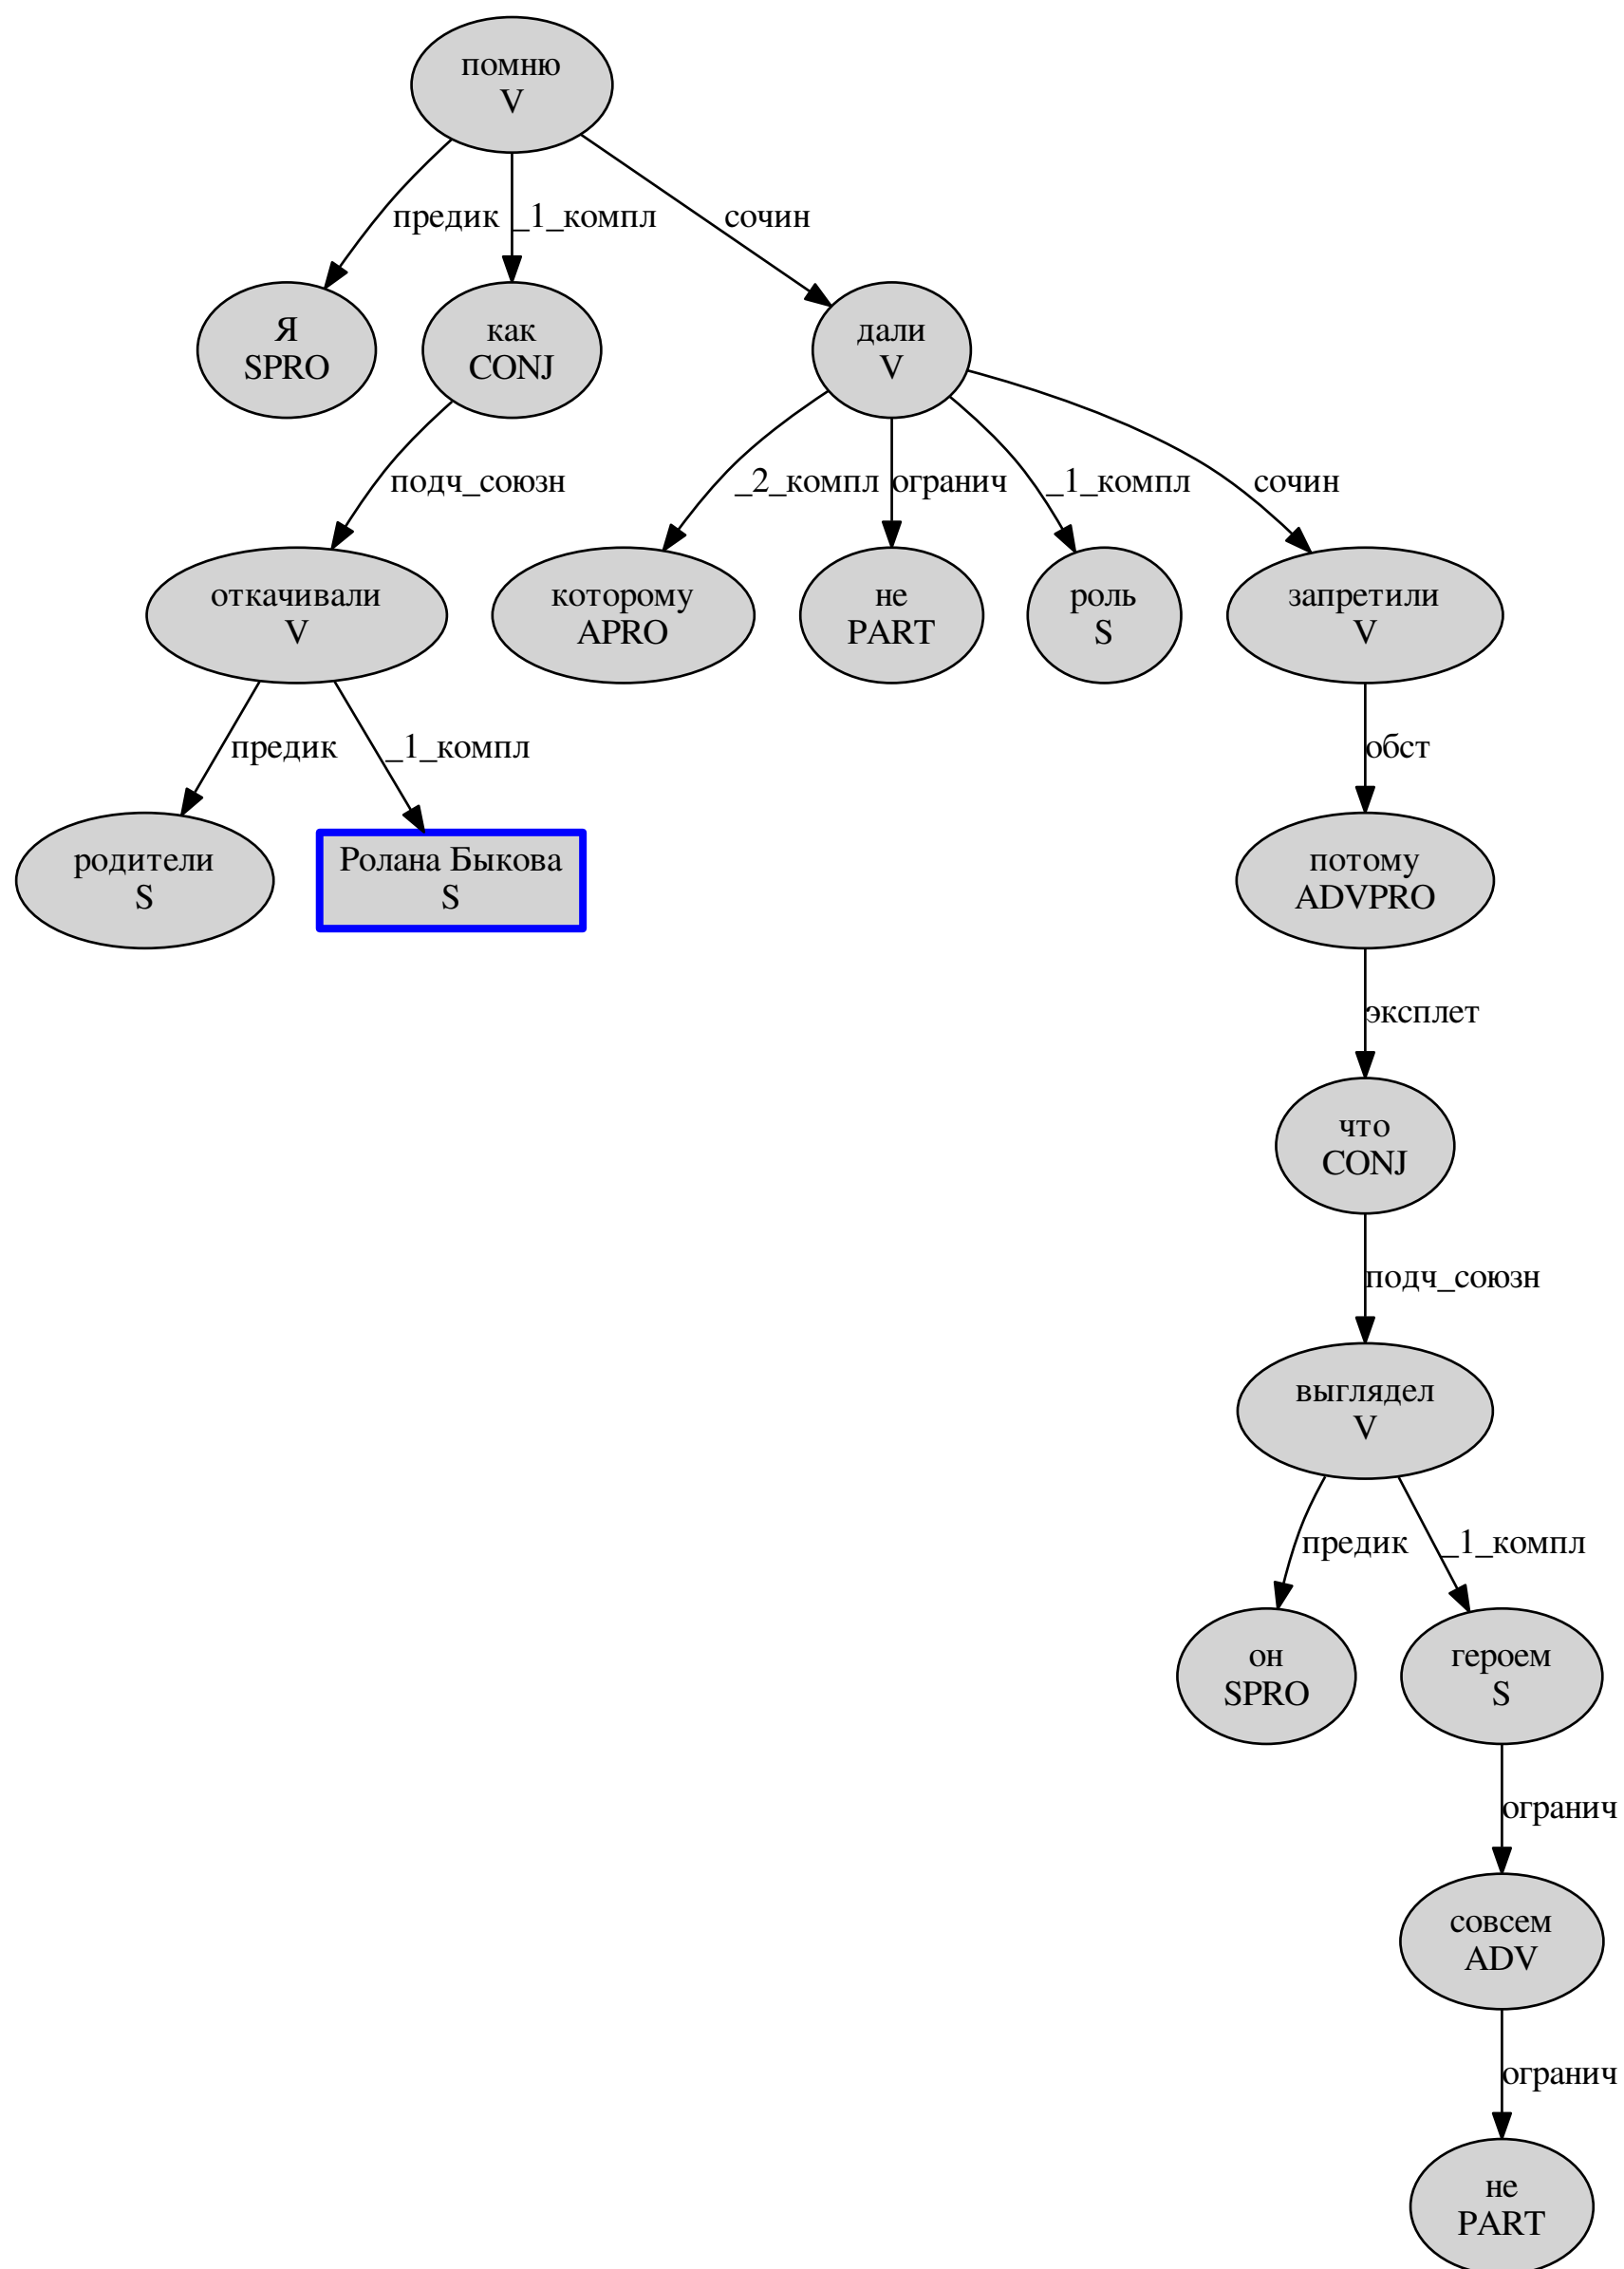 помню
V
предик
_1_компл
сочин
Я
SPRO
как
CONJ
дали
V
подч_союзн
_2_компл
огранич
_1_компл
сочин
откачивали
V
которому
APRO
не
PART
роль
S
запретили
V
предик
_1_компл
обст
родители
S
Ролана Быкова
S
потому
ADVPRO
эксплет
что
CONJ
подч_союзн
выглядел
V
предик
_1_компл
он
SPRO
героем
S
огранич
совсем
ADV
огранич
не
PART